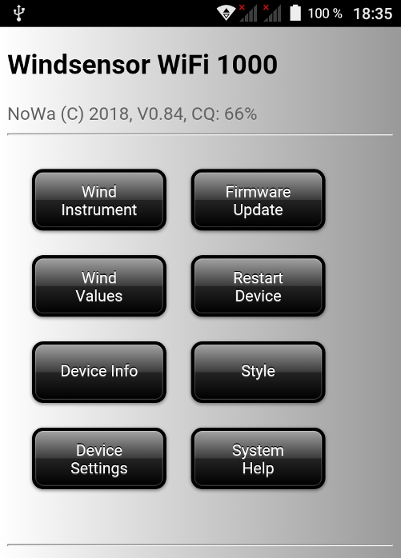 100 % 18:35
Windsensor WiFi 1000
NoWa (C) 2018, V0.84, CQ: 66%
Wind
Instrument
Firmware
Update
Wind
Values
Restart
Device
Device Info
Style
Device
Settings
System
Help